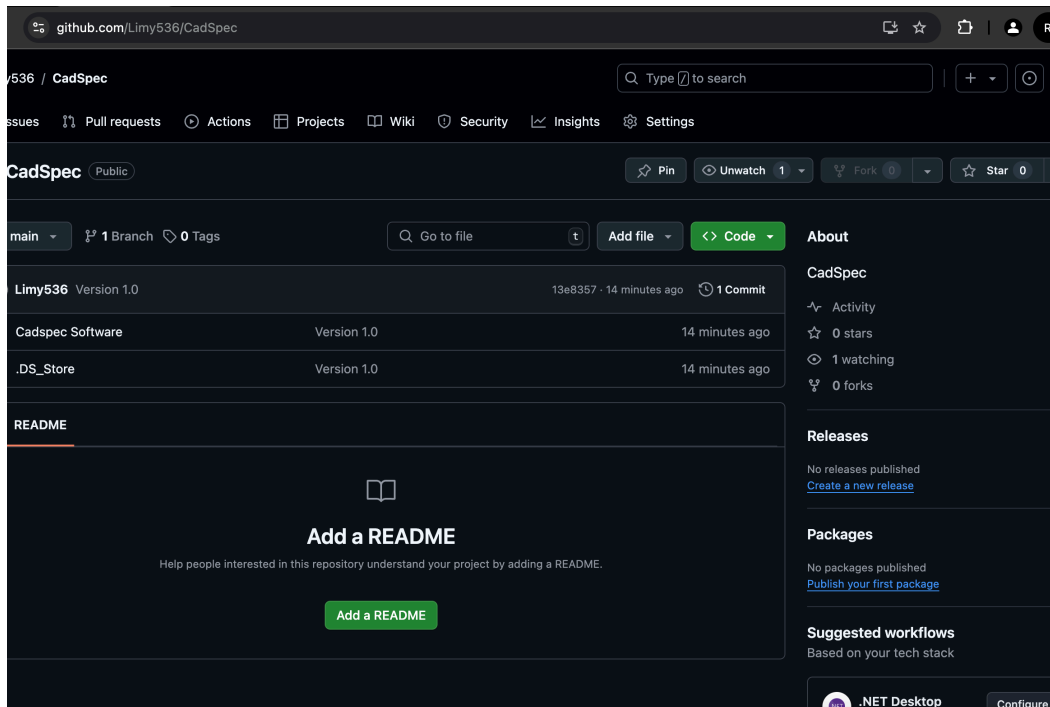 github.com/Limy536/CadSpec
R
y536 / CadSpec
Type / to search
ssues Pull requests Actions Projects Wiki Security Insights Settings
CadSpec Public
Pin Unwatch 1 Fork 0 Star 0
main 1 Branch 0 Tags Go to file t Add file <> Code
Limy536 Version 1.0 13e8357 · 14 minutes ago 1 Commit
Cadspec Software Version 1.0 14 minutes ago
.DS_Store Version 1.0 14 minutes ago
README
Add a README
Help people interested in this repository understand your project by adding a README.
Add a README
About
CadSpec
Activity
0 stars
1 watching
0 forks
Releases
No releases published
Create a new release
Packages
No packages published
Publish your first package
Suggested workflows
Based on your tech stack
.NET .NET Desktop Configure